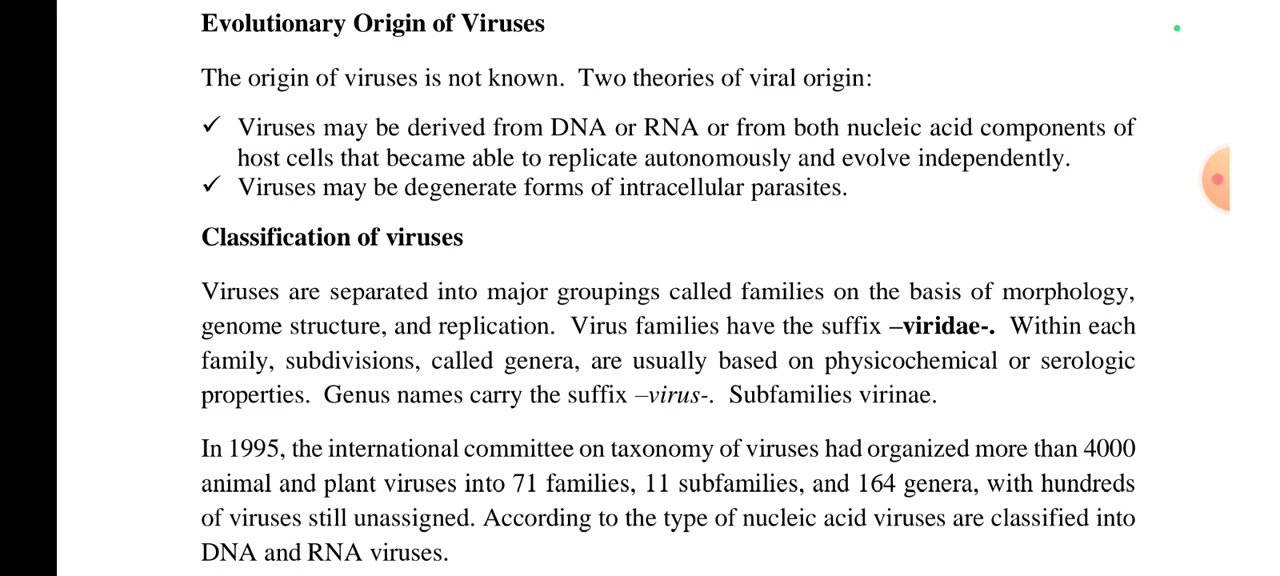 Evolutionary Origin of Viruses
The origin of viruses is not known. Two theories of viral origin:
✓ Viruses may be derived from DNA or RNA or from both nucleic acid components of
host cells that became able to replicate autonomously and evolve independently.
✓ Viruses may be degenerate forms of intracellular parasites.
Classification of viruses
Viruses are separated into major groupings called families on the basis of morphology,
genome structure, and replication. Virus families have the suffix –viridae-. Within each
family, subdivisions, called genera, are usually based on physicochemical or serologic
properties. Genus names carry the suffix –virus-. Subfamilies virinae.
In 1995, the international committee on taxonomy of viruses had organized more than 4000
animal and plant viruses into 71 families, 11 subfamilies, and 164 genera, with hundreds
of viruses still unassigned. According to the type of nucleic acid viruses are classified into
DNA and RNA viruses.